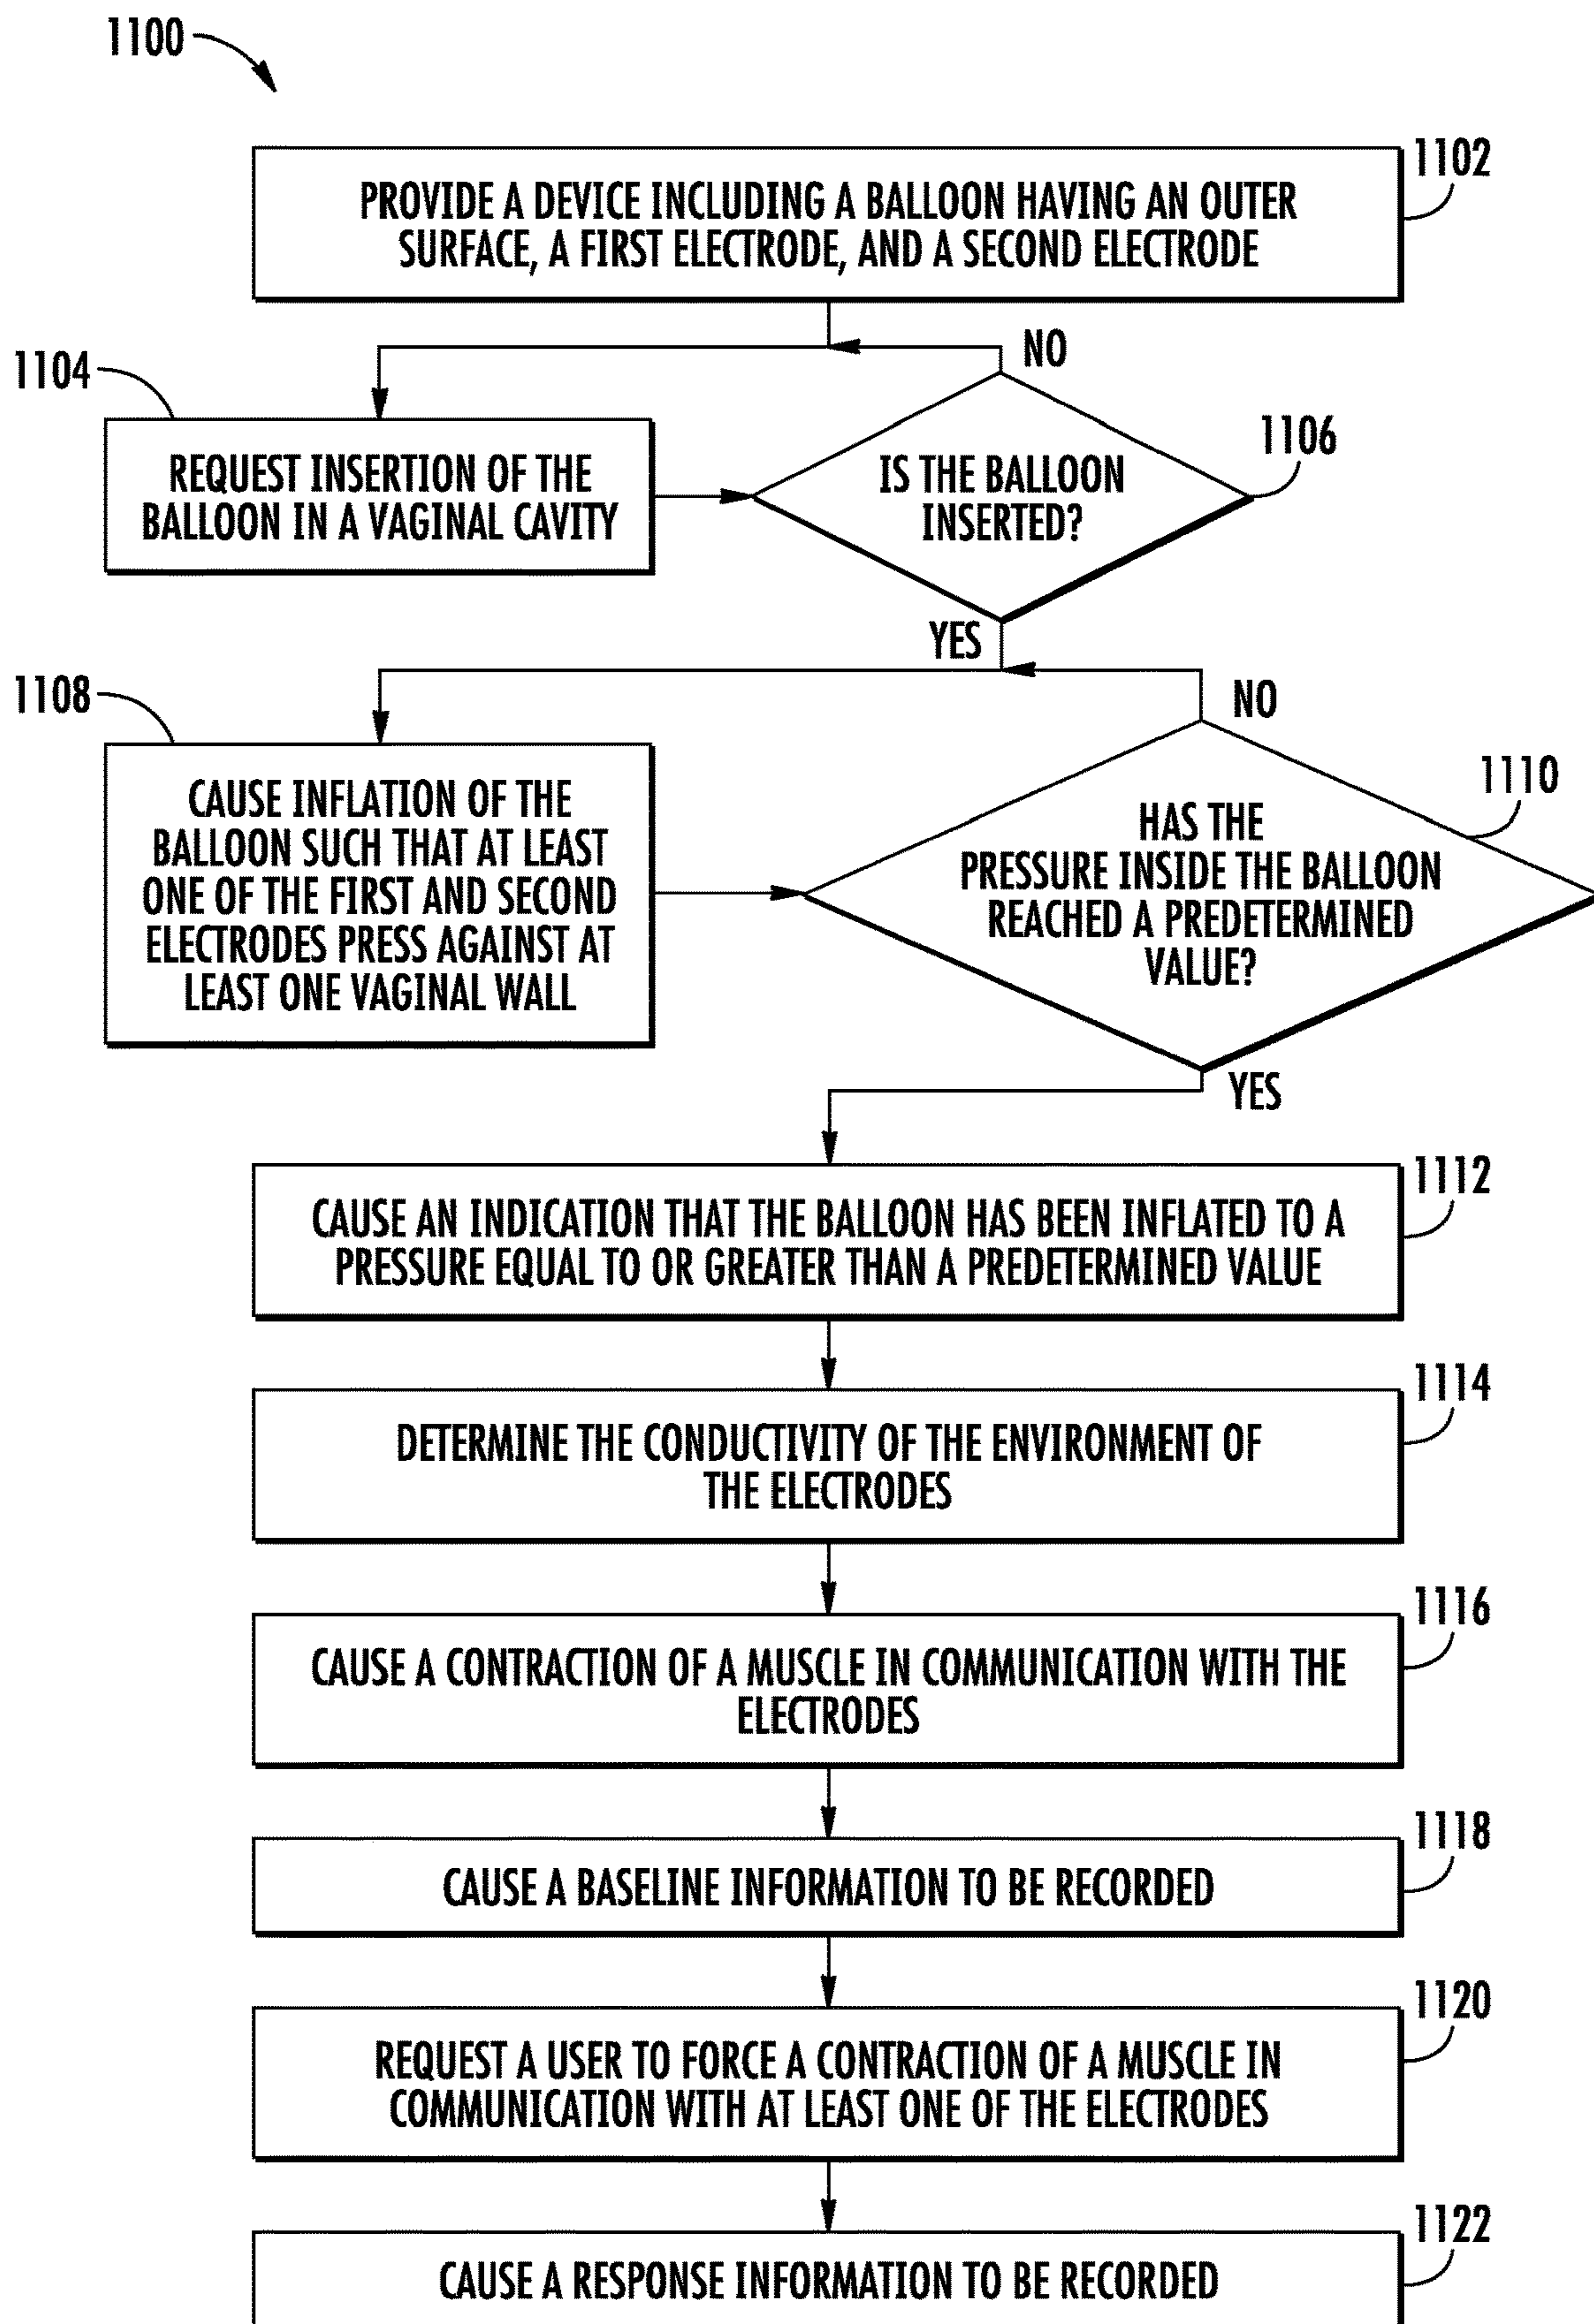 1100
1102
PROVIDE A DEVICE INCLUDING A BALLOON HAVING AN OUTER
SURFACE, A FIRST ELECTRODE, AND A SECOND ELECTRODE
NO
1104
REQUEST INSERTION OF THE
BALLOON IN A VAGINAL CAVITY
1106
IS THE BALLOON
INSERTED?
YES
1108
CAUSE INFLATION OF THE
BALLOON SUCH THAT AT LEAST
ONE OF THE FIRST AND SECOND
ELECTRODES PRESS AGAINST AT
LEAST ONE VAGINAL WALL
NO
1110
HAS THE
PRESSURE INSIDE THE BALLOON
REACHED A PREDETERMINED
VALUE?
YES
1112
CAUSE AN INDICATION THAT THE BALLOON HAS BEEN INFLATED TO A
PRESSURE EQUAL TO OR GREATER THAN A PREDETERMINED VALUE
1114
DETERMINE THE CONDUCTIVITY OF THE ENVIRONMENT OF
THE ELECTRODES
1116
CAUSE A CONTRACTION OF A MUSCLE IN COMMUNICATION WITH THE
ELECTRODES
1118
CAUSE A BASELINE INFORMATION TO BE RECORDED
1120
REQUEST A USER TO FORCE A CONTRACTION OF A MUSCLE IN
COMMUNICATION WITH AT LEAST ONE OF THE ELECTRODES
1122
CAUSE A RESPONSE INFORMATION TO BE RECORDED